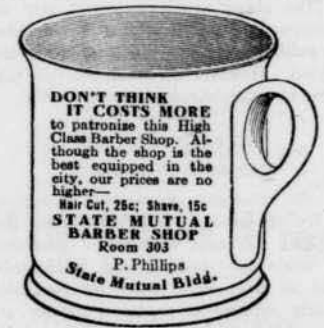 DON'T THINK
IT COSTS MORE
to patronize this High
Class Barber Shop. Al-
though the shop is the
best equipped in the
city, our prices are no
higher—
Hair Cut, 25c; Shave, 15c
STATE MUTUAL
BARBER SHOP
Room 303
P. Phillips
State Mutual Bldg.